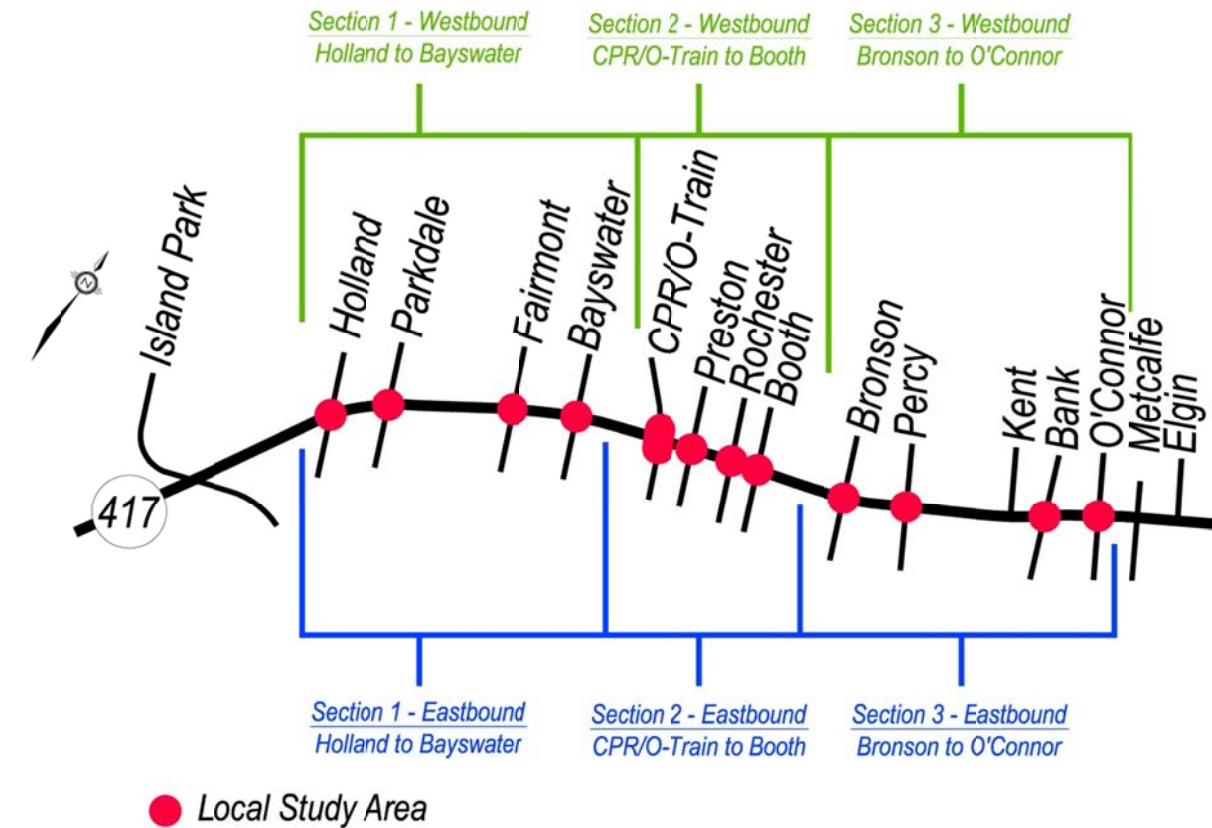 Section 1 - Westbound
Holland to Bayswater
Section 2 - Westbound
CPR/O-Train to Booth
Section 3 - Westbound
Bronson to O'Connor
Island Park
Holland
Parkdale
Fairmont
Bayswater
CPR/O-Train
Preston
Rochester
Booth
Bronson
Percy
Kent
Bank
O'Connor
Metcalfe
Elgin
N
417
Section 1 - Eastbound
Holland to Bayswater
Section 2 - Eastbound
CPR/O-Train to Booth
Section 3 - Eastbound
Bronson to O'Connor
Local Study Area